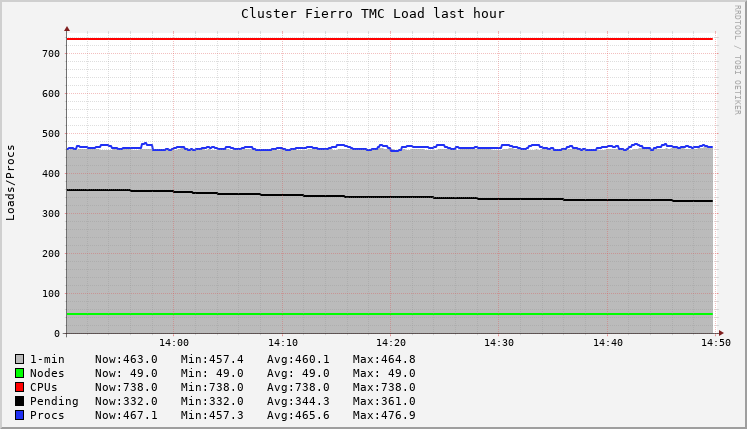 Cluster Fierro TMC Load last hour
RRDTOOL / TOBI OETIKER
Loads/Procs
700
600
500
400
300
200
100
0
14:00 14:10 14:20 14:30 14:40 14:50
1-min Now:463.0 Min:457.4 Avg:460.1 Max:464.8
Nodes Now: 49.0 Min: 49.0 Avg: 49.0 Max: 49.0
CPUs Now:738.0 Min:738.0 Avg:738.0 Max:738.0
Pending Now:332.0 Min:332.0 Avg:344.3 Max:361.0
Procs Now:467.1 Min:457.3 Avg:465.6 Max:476.9